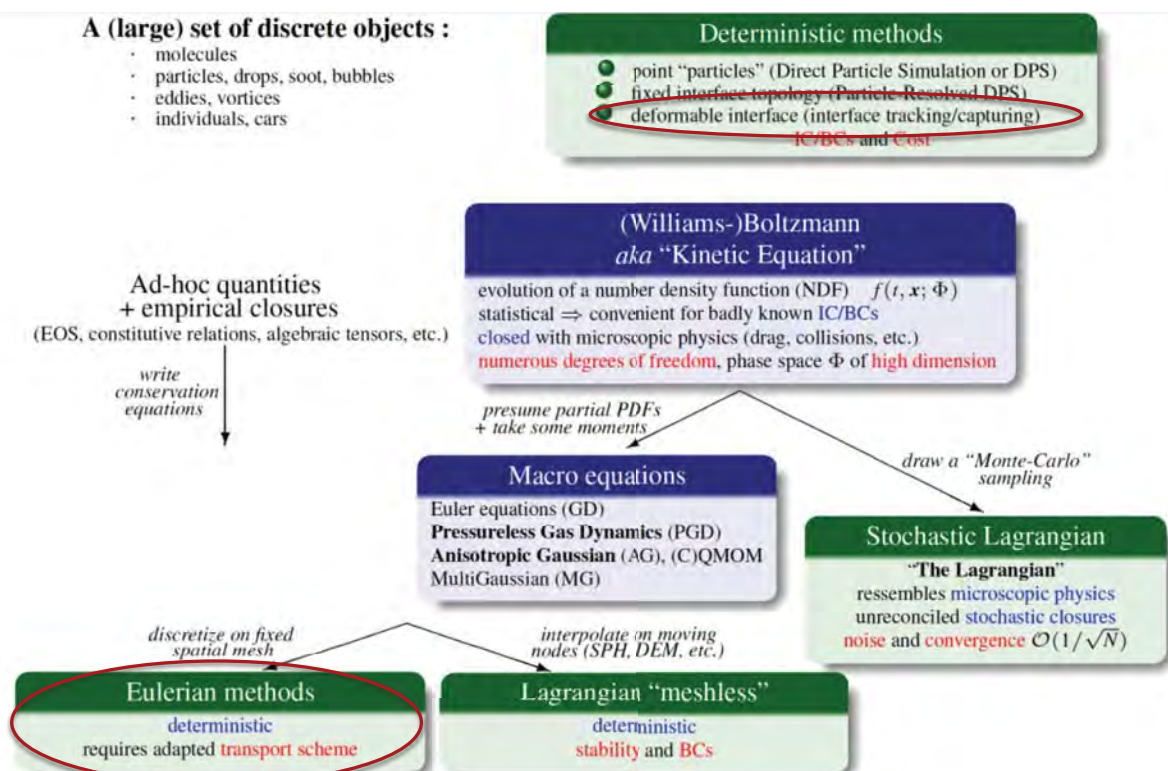 A (large) set of discrete objects :
· molecules
· particles, drops, soot, bubbles
· eddies, vortices
· individuals, cars
Deterministic methods
point “particles” (Direct Particle Simulation or DPS)
fixed interface topology (Particle-Resolved DPS)
deformable interface (interface tracking/capturing)
IC/BCs and Cost
(Williams-)Boltzmann
aka “Kinetic Equation”
evolution of a number density function (NDF) f(t, x; Φ)
statistical ⇒ convenient for badly known IC/BCs
closed with microscopic physics (drag, collisions, etc.)
numerous degrees of freedom, phase space Φ of high dimension
Ad-hoc quantities
+ empirical closures
(EOS, constitutive relations, algebraic tensors, etc.)
write
conservation
equations
presume partial PDFs
+ take some moments
draw a “Monte-Carlo”
sampling
Macro equations
Euler equations (GD)
Pressureless Gas Dynamics (PGD)
Anisotropic Gaussian (AG), (C)QMOM
MultiGaussian (MG)
Stochastic Lagrangian
“The Lagrangian”
ressembles microscopic physics
unreconciled stochastic closures
noise and convergence O(1/√N)
discretize on fixed
spatial mesh
interpolate on moving
nodes (SPH, DEM, etc.)
Eulerian methods
deterministic
requires adapted transport scheme
Lagrangian “meshless”
deterministic
stability and BCs